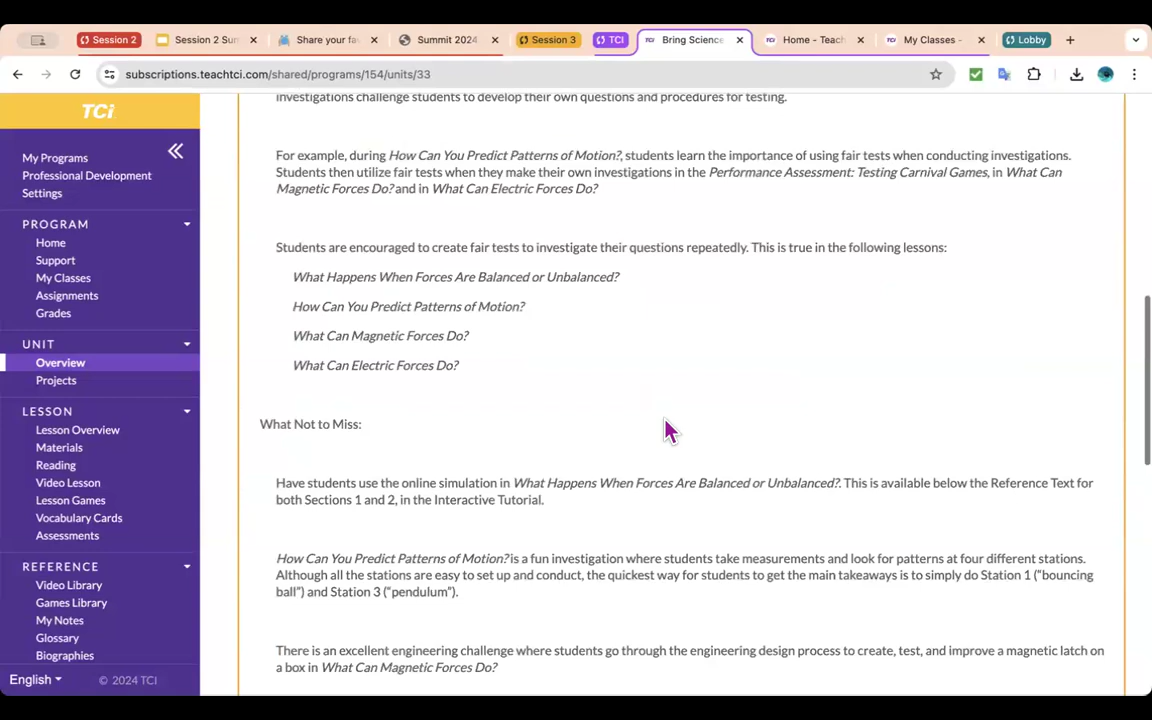 Session 2
Session 2 Sum
Share your fav
Summit 2024
Session 3
TCI
Bring Science
Home - Teach
My Classes -
Lobby
subscriptions.teachtci.com/shared/programs/154/units/33
TCi
My Programs
Professional Development
Settings
PROGRAM
Home
Support
My Classes
Assignments
Grades
UNIT
Overview
Projects
LESSON
Lesson Overview
Materials
Reading
Video Lesson
Lesson Games
Vocabulary Cards
Assessments
REFERENCE
Video Library
Games Library
My Notes
Glossary
Biographies
English
© 2024 TCI
investigations challenge students to develop their own questions and procedures for testing.
For example, during How Can You Predict Patterns of Motion?, students learn the importance of using fair tests when conducting investigations.
Students then utilize fair tests when they make their own investigations in the Performance Assessment: Testing Carnival Games, in What Can
Magnetic Forces Do? and in What Can Electric Forces Do?
Students are encouraged to create fair tests to investigate their questions repeatedly. This is true in the following lessons:
What Happens When Forces Are Balanced or Unbalanced?
How Can You Predict Patterns of Motion?
What Can Magnetic Forces Do?
What Can Electric Forces Do?
What Not to Miss:
Have students use the online simulation in What Happens When Forces Are Balanced or Unbalanced?. This is available below the Reference Text for
both Sections 1 and 2, in the Interactive Tutorial.
How Can You Predict Patterns of Motion? is a fun investigation where students take measurements and look for patterns at four different stations.
Although all the stations are easy to set up and conduct, the quickest way for students to get the main takeaways is to simply do Station 1 (“bouncing
ball”) and Station 3 (“pendulum”).
There is an excellent engineering challenge where students go through the engineering design process to create, test, and improve a magnetic latch on
a box in What Can Magnetic Forces Do?